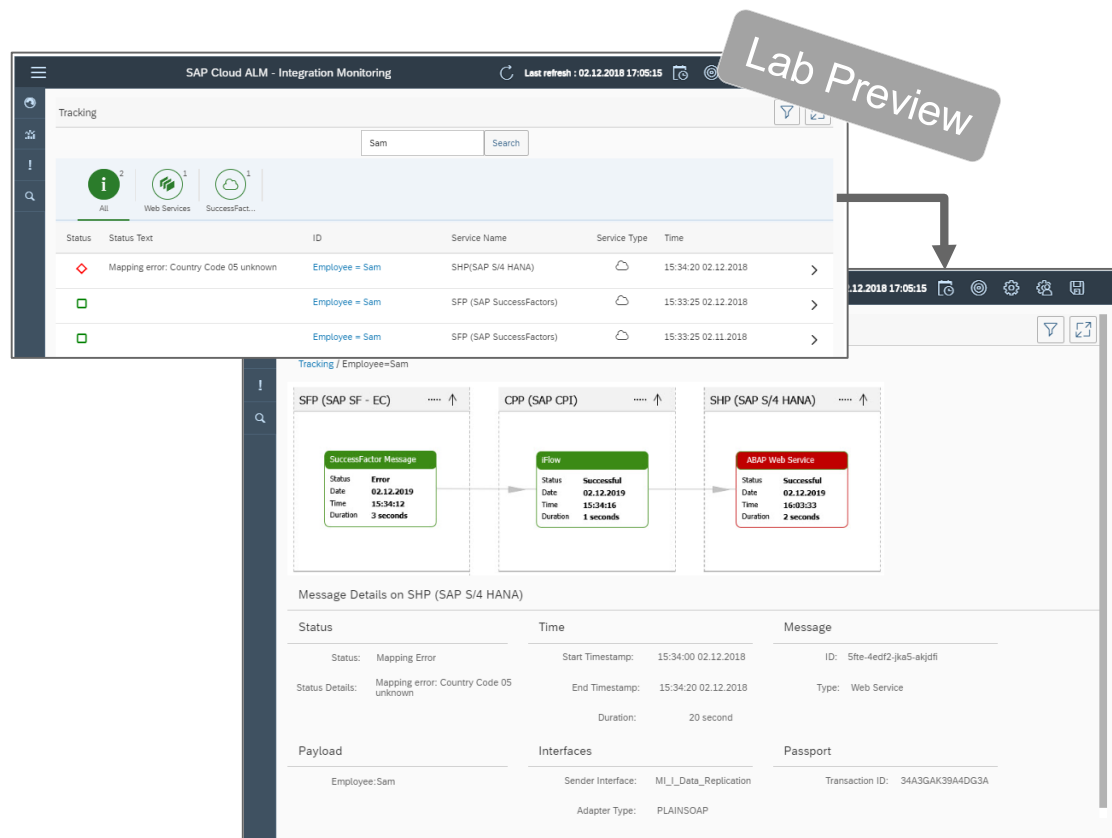 Lab Preview
SAP Cloud ALM - Integration Monitoring
Last refresh : 02.12.2018 17:05:15
Tracking
Sam
Search
2
1
1
All
Web Services
SuccessFact...
Status Status Text ID Service Name Service Type Time
Mapping error: Country Code 05 unknown Employee = Sam SHP(SAP S/4 HANA) 15:34:20 02.12.2018
Employee = Sam SFP (SAP SuccessFactors) 15:33:25 02.12.2018
Employee = Sam SFP (SAP SuccessFactors) 15:33:25 02.11.2018
.12.2018 17:05:15
Tracking / Employee=Sam
SFP (SAP SF - EC) ..... CPP (SAP CPI) ..... SHP (SAP S/4 HANA) .....
SuccessFactor Message
Status Error
Date 02.12.2019
Time 15:34:12
Duration 3 seconds
iFlow
Status Successful
Date 02.12.2019
Time 15:34:16
Duration 1 seconds
ABAP Web Service
Status Successful
Date 02.12.2019
Time 16:03:33
Duration 2 seconds
Message Details on SHP (SAP S/4 HANA)
Status
Status: Mapping Error
Status Details: Mapping error: Country Code 05
unknown
Time
Start Timestamp: 15:34:00 02.12.2018
End Timestamp: 15:34:20 02.12.2018
Duration: 20 second
Message
ID: 5fte-4edf2-jka5-akjdfi
Type: Web Service
Payload
Employee:Sam
Interfaces
Sender Interface: MI_I_Data_Replication
Adapter Type: PLAINSOAP
Passport
Transaction ID: 34A3GAK39A4DG3A